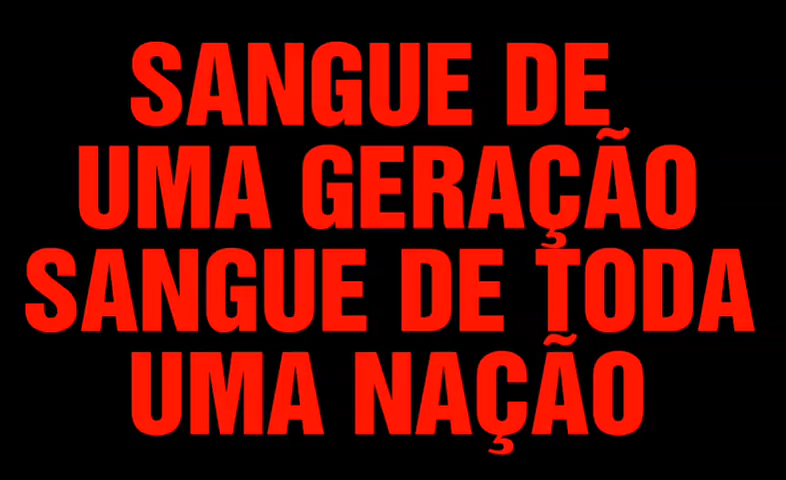 SANGUE DE
UMA GERAÇÃO
SANGUE DE TODA
UMA NAÇÃO